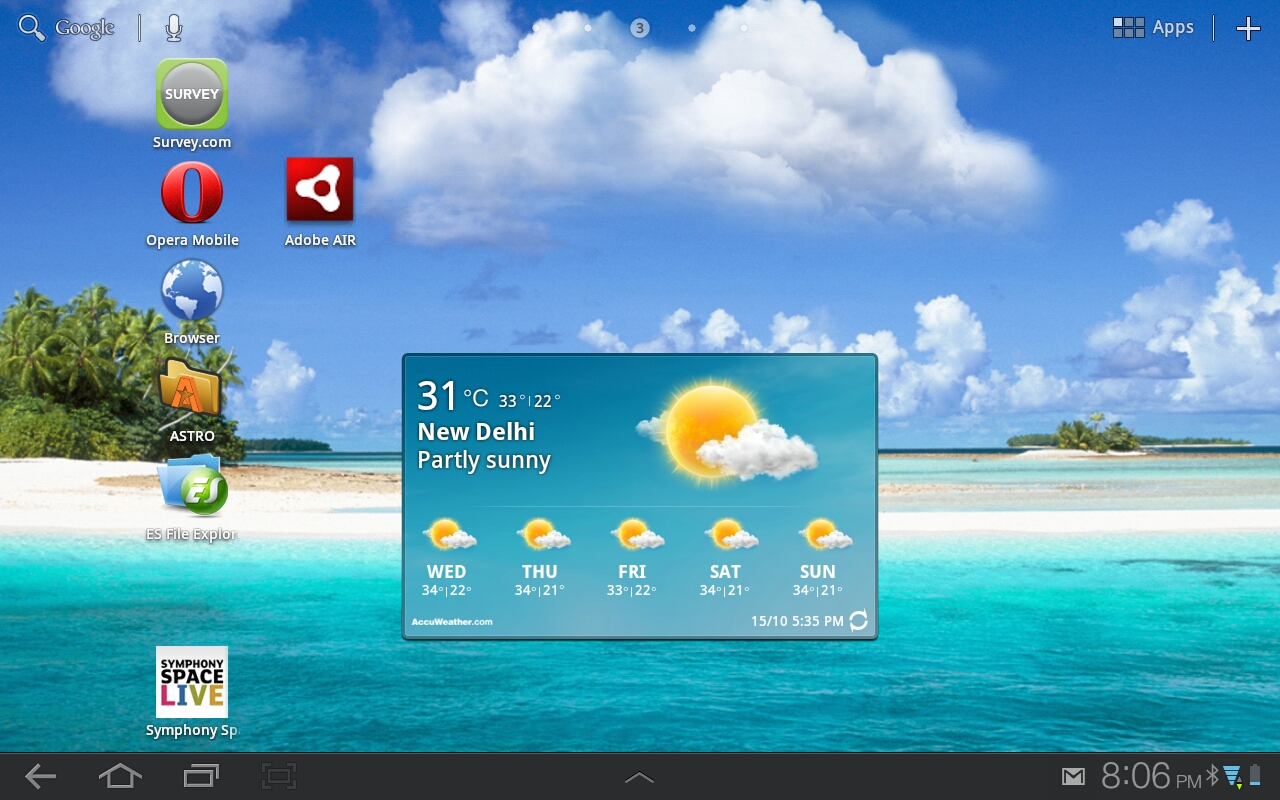 Google
3
Apps
SURVEY
Survey.com
Opera Mobile
Adobe AIR
Browser
ASTRO
ES
ES File Explor
31°C 33°|22°
New Delhi
Partly sunny
WED THU FRI SAT SUN
34°|22° 34°|21° 33°|22° 34°|21° 34°|21°
AccuWeather.com 15/10 5:35 PM
SYMPHONY
SPACE
LIVE
Symphony Sp
8:06 PM